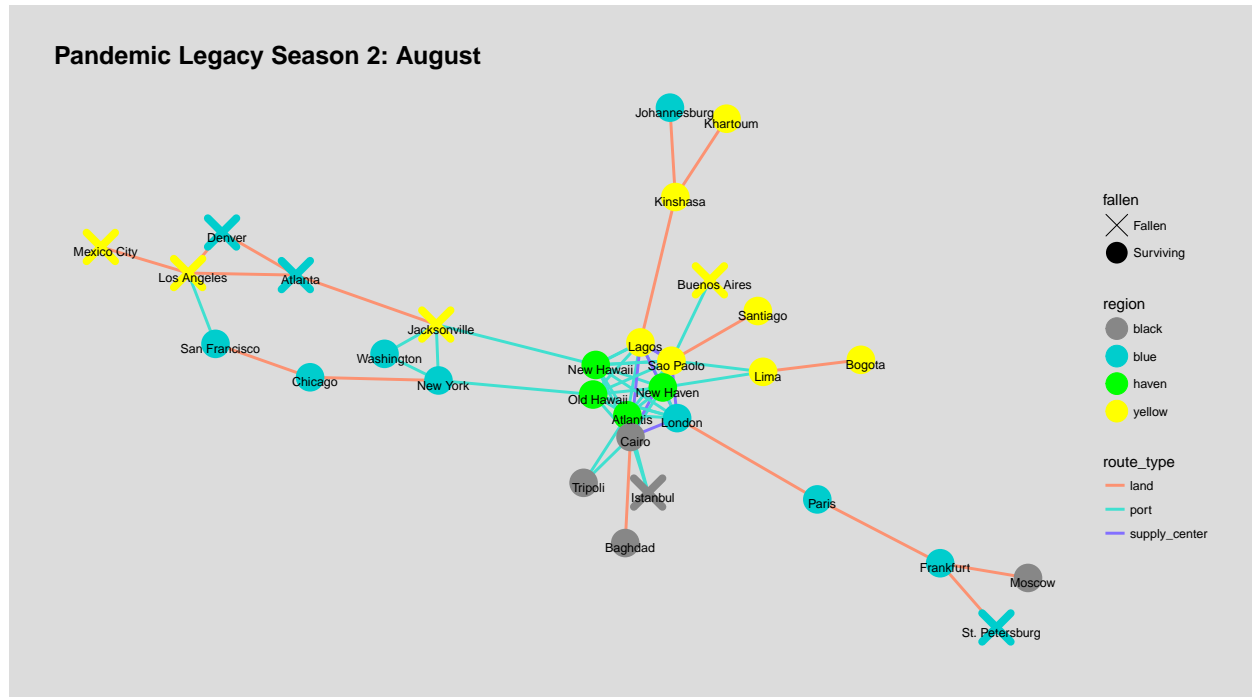 Pandemic Legacy Season 2: August
Johannesburg
Khartoum
Kinshasa
Denver
Mexico City
Los Angeles
Atlanta
Buenos Aires
Santiago
Jacksonville
San Francisco
Washington
Lagos
Sao Paolo
New Hawaii
Lima
Bogota
Chicago
New York
New Haven
Old Hawaii
Atlantis
London
Cairo
Tripoli
Istanbul
Paris
Baghdad
Frankfurt
Moscow
St. Petersburg
fallen
Fallen
Surviving
region
black
blue
haven
yellow
route_type
land
port
supply_center